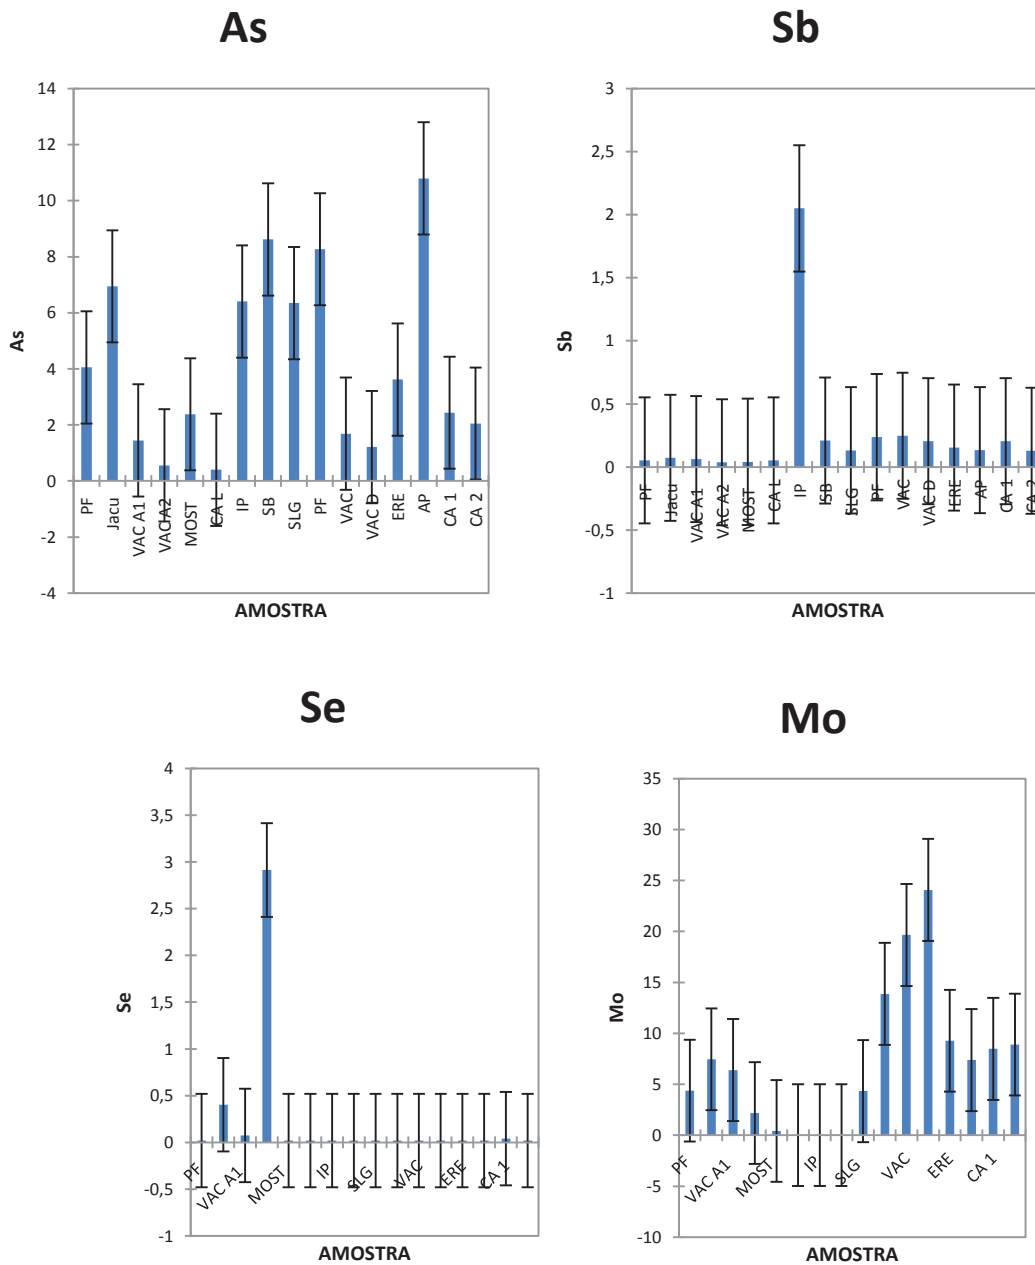 As
14
12
10
8
6
4
2
0
-2
-4
As
PF
Jacu
VAC A1
VAC A2
MOST
CA L
IP
SB
SLG
PF
VAC
VAC D
ERE
AP
CA 1
CA 2
AMOSTRA
Sb
3
2,5
2
1,5
1
0,5
0
-0,5
-1
Sb
PF
Jacu
VAC A1
VAC A2
MOST
CA L
IP
SB
SLG
PF
VAC
VAC D
ERE
AP
CA 1
CA 2
AMOSTRA
Se
4
3,5
3
2,5
2
1,5
1
0,5
0
-0,5
-1
Se
PF
VAC A1
MOST
IP
SLG
VAC
ERE
CA 1
AMOSTRA
Mo
35
30
25
20
15
10
5
0
-5
-10
Mo
PF
VAC A1
MOST
IP
SLG
VAC
ERE
CA 1
AMOSTRA